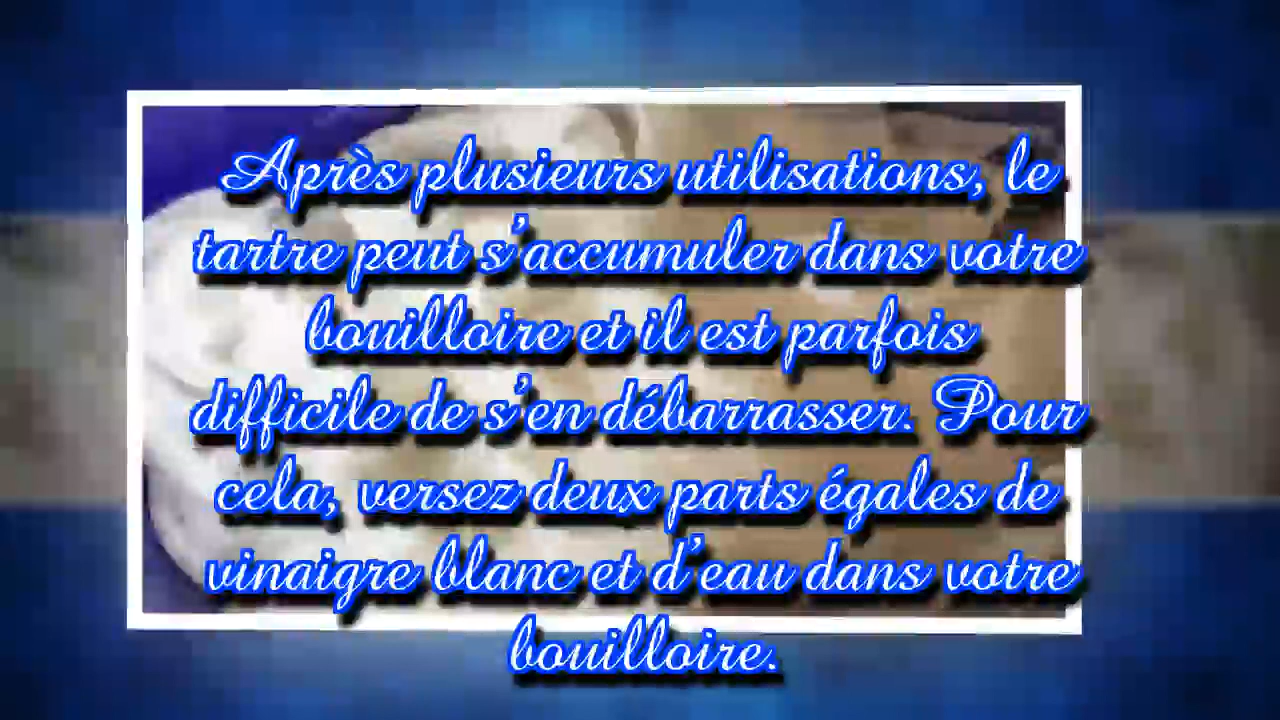 Après plusieurs utilisations, le
tartre peut s’accumuler dans votre
bouilloire et il est parfois
difficile de s’en débarrasser. Pour
cela, versez deux parts égales de
vinaigre blanc et d’eau dans votre
bouilloire.